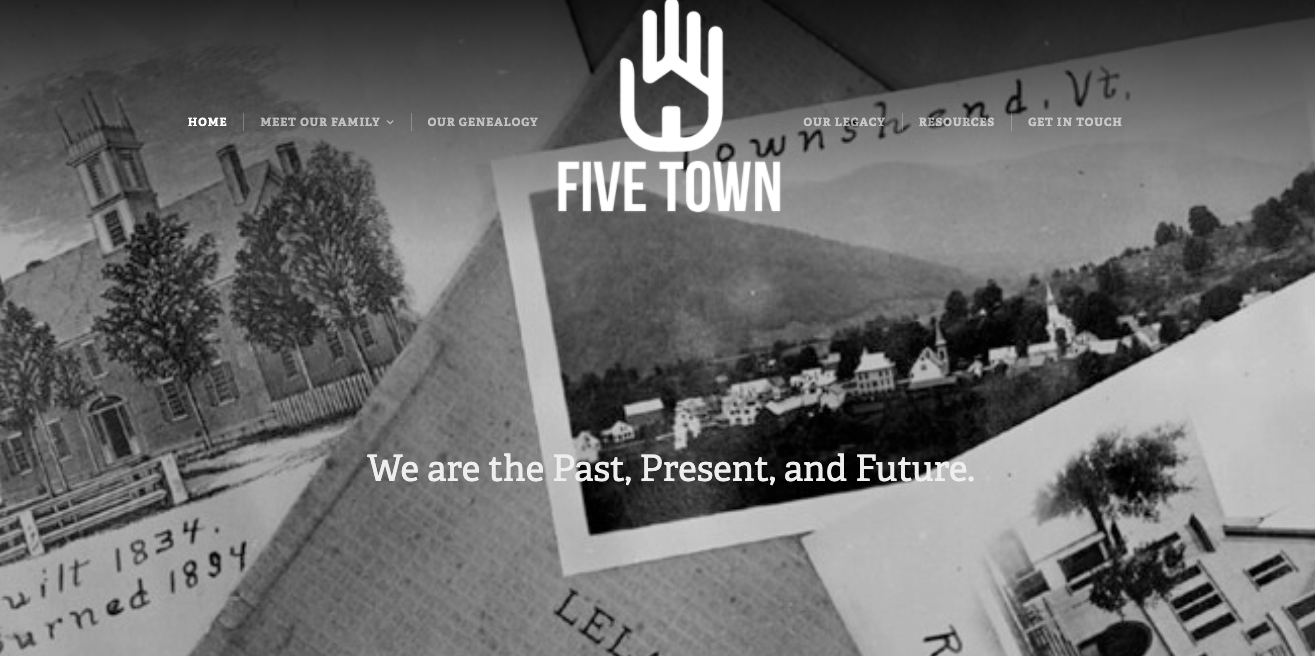 HOME
MEET OUR FAMILY
OUR GENEALOGY
FIVE TOWN
OUR LEGACY
RESOURCES
GET IN TOUCH
Townshend, Vt.
We are the Past, Present, and Future.
uilt 1834.
urned 1894
LEL
R